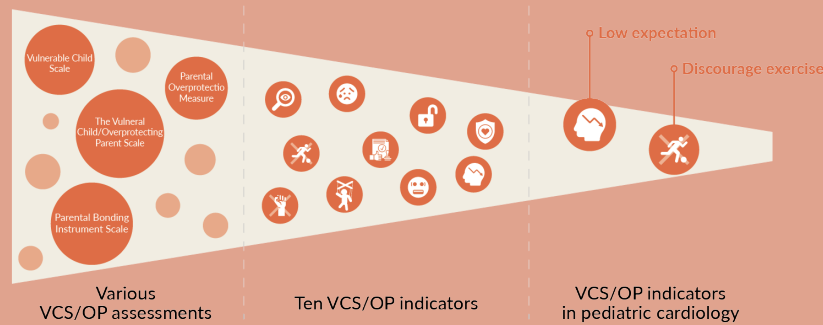 Vulnerable Child
Scale
Parental
Overprotectio
Measure
The Vulneral
Child/Overprotecting
Parent Scale
Parental Bonding
Instrument Scale
Low expectation
Discourage exercise
Various
VCS/OP assessments
Ten VCS/OP indicators
VCS/OP indicators
in pediatric cardiology